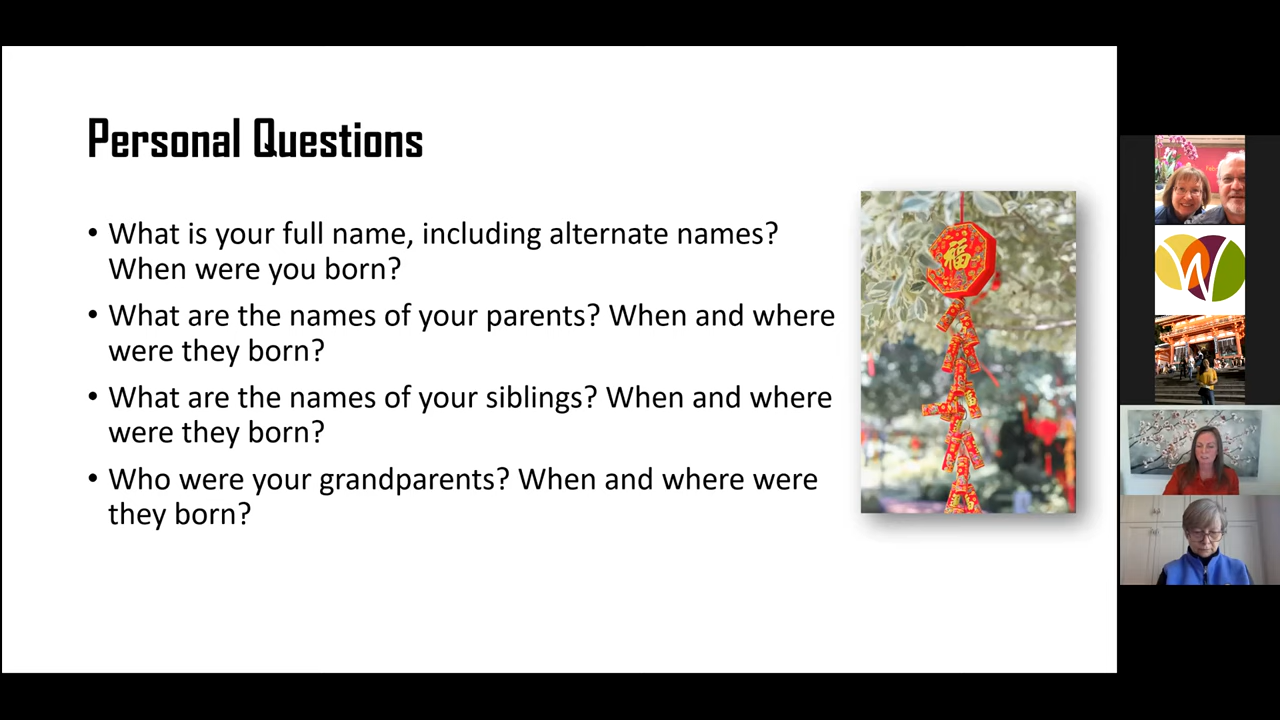 Personal Questions
• What is your full name, including alternate names?
When were you born?
• What are the names of your parents? When and where
were they born?
• What are the names of your siblings? When and where
were they born?
• Who were your grandparents? When and where were
they born?
福
W